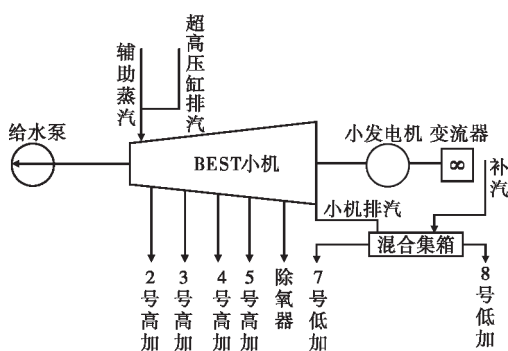 辅助蒸汽
超高压缸排汽
给水泵
BEST小机
小发电机
变流器
∞
补汽
小机排汽
混合集箱
2号高加
3号高加
4号高加
5号高加
除氧器
7号低加
8号低加